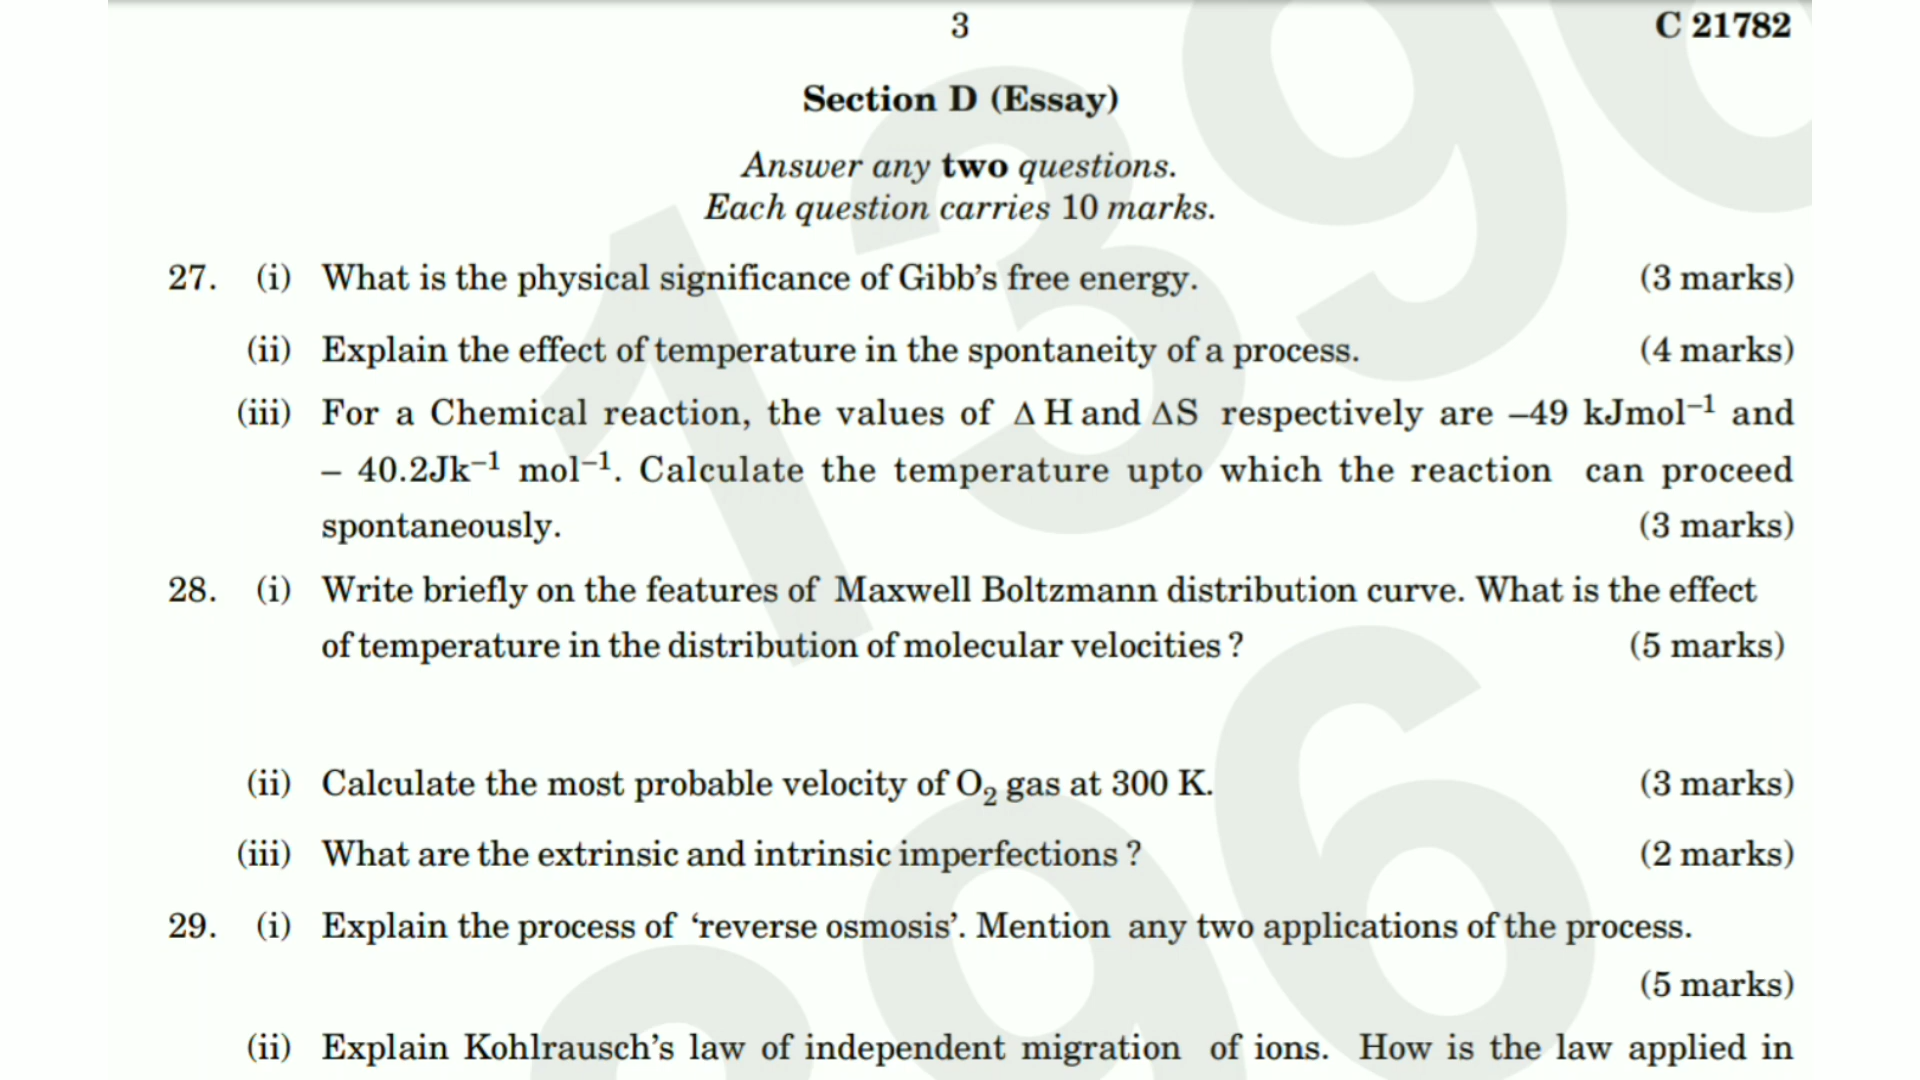 3
C 21782
Section D (Essay)
Answer any two questions.
Each question carries 10 marks.
27. (i) What is the physical significance of Gibb’s free energy. (3 marks)
(ii) Explain the effect of temperature in the spontaneity of a process. (4 marks)
(iii) For a Chemical reaction, the values of Δ H and ΔS respectively are –49 kJmol⁻¹ and
– 40.2Jk⁻¹ mol⁻¹. Calculate the temperature upto which the reaction can proceed
spontaneously. (3 marks)
28. (i) Write briefly on the features of Maxwell Boltzmann distribution curve. What is the effect
of temperature in the distribution of molecular velocities ? (5 marks)
(ii) Calculate the most probable velocity of O₂ gas at 300 K. (3 marks)
(iii) What are the extrinsic and intrinsic imperfections ? (2 marks)
29. (i) Explain the process of ‘reverse osmosis’. Mention any two applications of the process.
(5 marks)
(ii) Explain Kohlrausch’s law of independent migration of ions. How is the law applied in